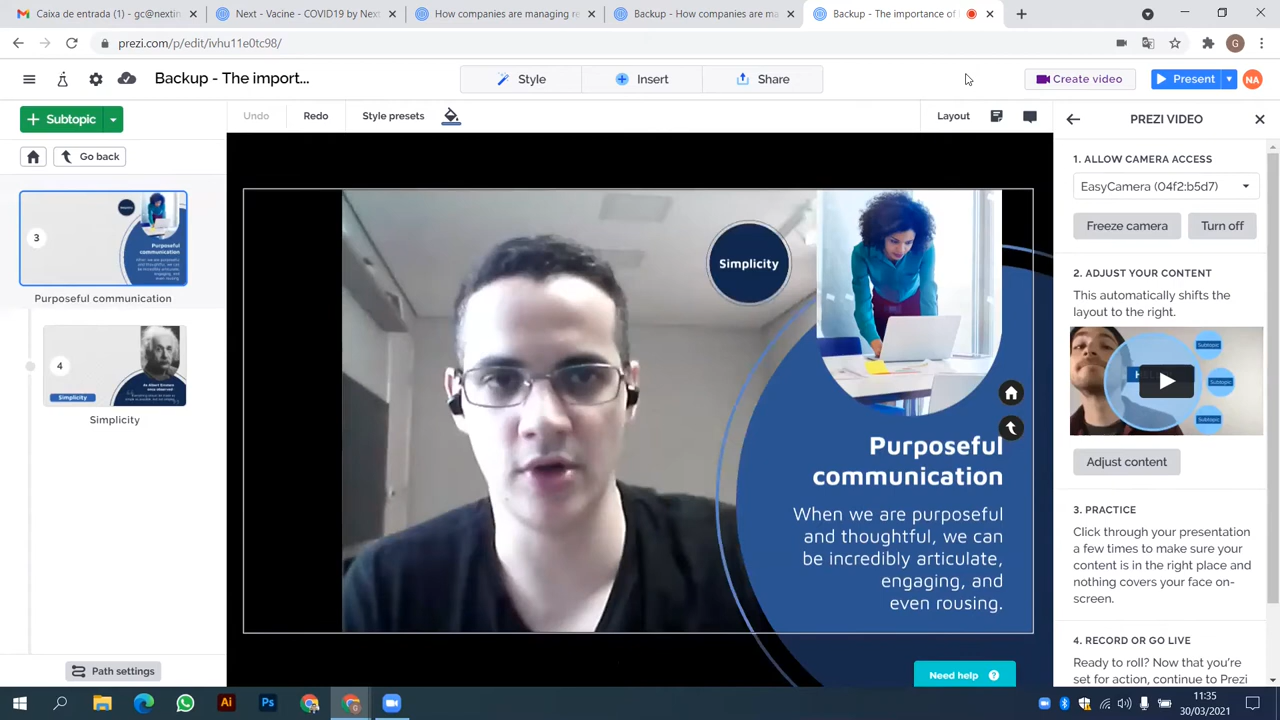 Caixa de entrada (1) - gc@nextin
Next - Vacine - COVID19 by Next
How companies are managing re
Backup - How companies are ma
Backup - The importance of
prezi.com/p/edit/ivhu11e0tc98/
G
Backup - The import...
Style
Insert
Share
Create video
Present
NA
Subtopic
Undo
Redo
Style presets
Layout
PREZI VIDEO
Go back
3
Purposeful communication
4
Simplicity
Simplicity
Simplicity
Purposeful
communication
When we are purposeful
and thoughtful, we can
be incredibly articulate,
engaging, and
even rousing.
1. ALLOW CAMERA ACCESS
EasyCamera (04f2:b5d7)
Freeze camera
Turn off
2. ADJUST YOUR CONTENT
This automatically shifts the
layout to the right.
Subtopic
Subtopic
Subtopic
Adjust content
3. PRACTICE
Click through your presentation
a few times to make sure your
content is in the right place and
nothing covers your face on-
screen.
4. RECORD OR GO LIVE
Ready to roll? Now that you're
set for action, continue to Prezi
Path settings
Need help
Ai
Ps
11:35
30/03/2021